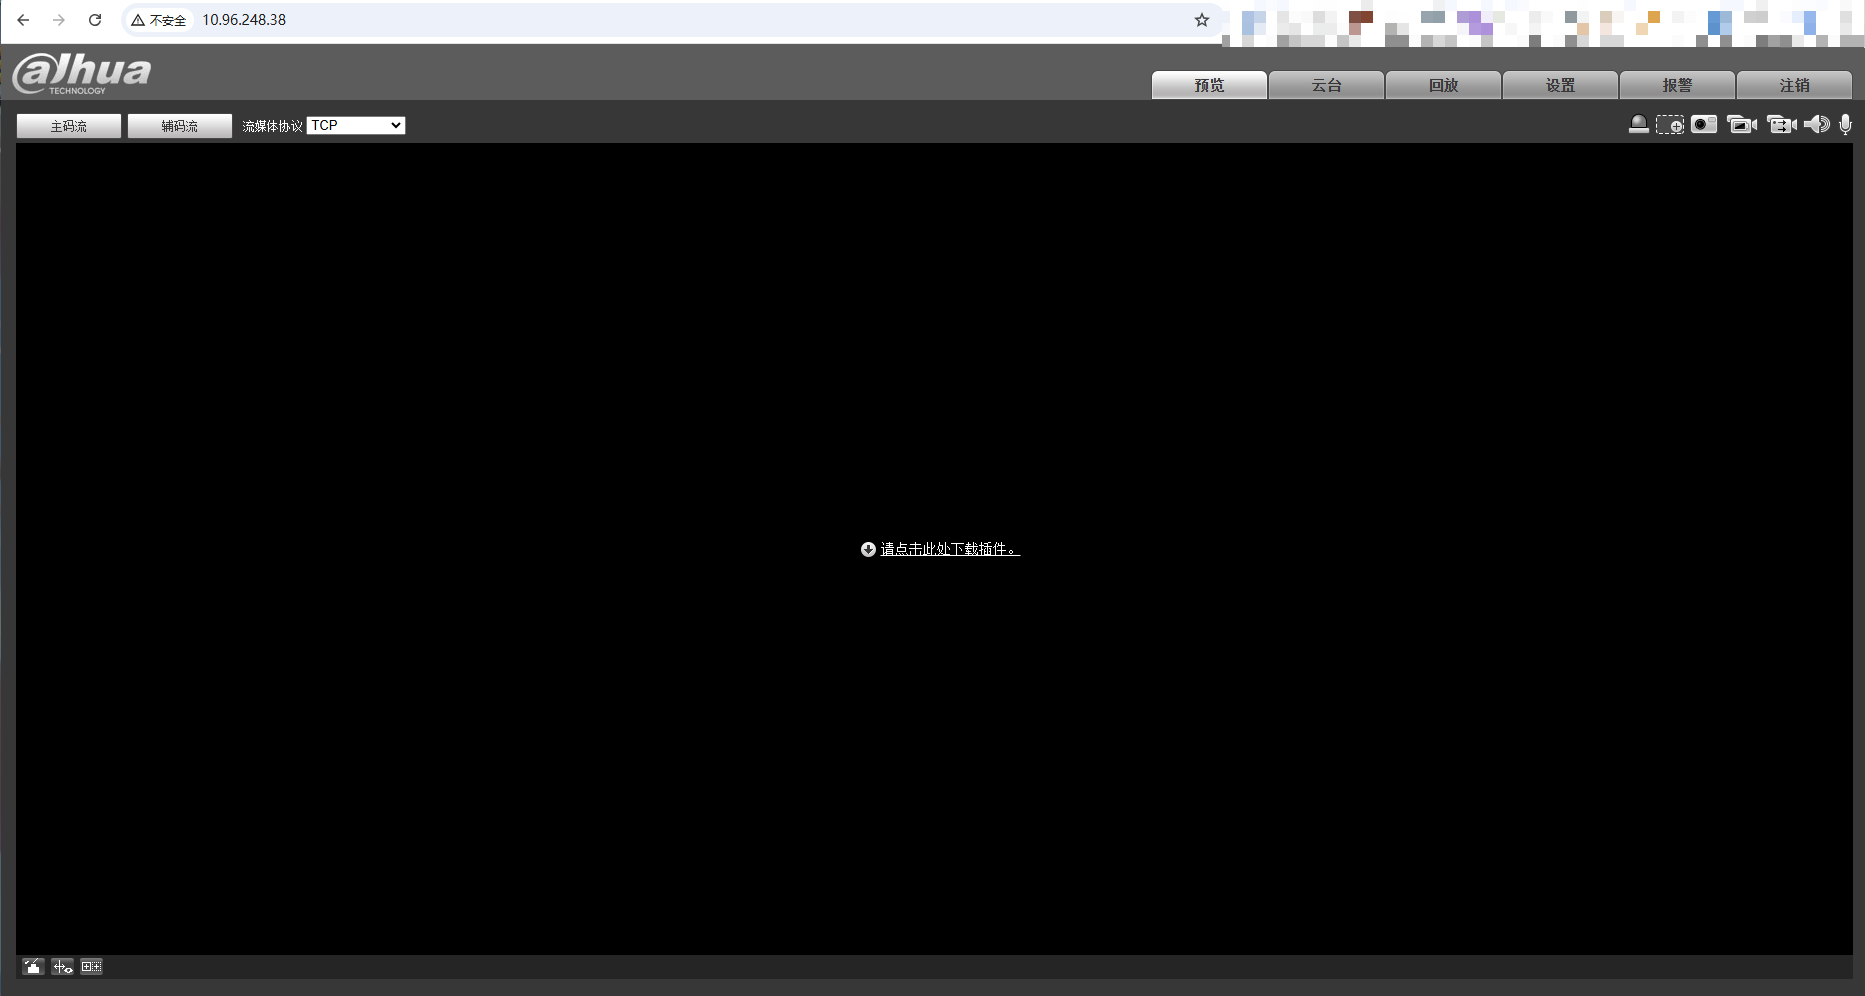 不安全 10.96.248.38
alhua
TECHNOLOGY
预览 云台 回放 设置 报警 注销
主码流 辅码流 流媒体协议 TCP
请点击此处下载插件。